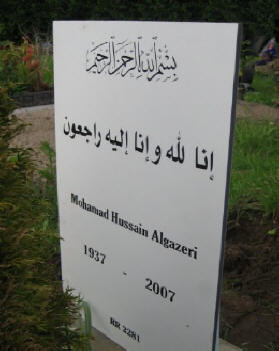 بسم الله الرحمن الرحيم
إنا لله وإنا إليه راجعون
Mohamad Hussain Algazeri
1937 - 2007
RR 2281